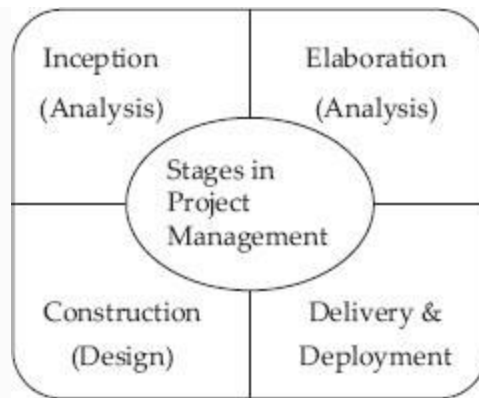 Inception
(Analysis)
Elaboration
(Analysis)
Stages in
Project
Management
Construction
(Design)
Delivery &
Deployment